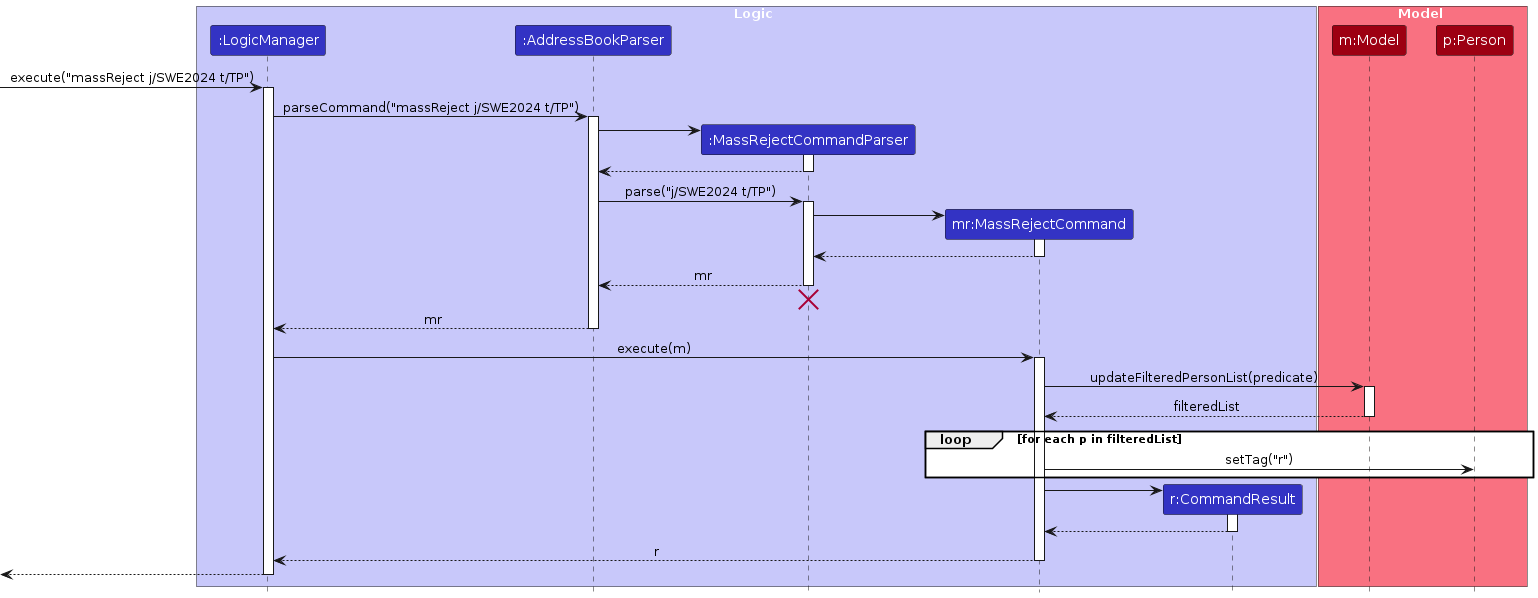 Logic
Model
:LogicManager
:AddressBookParser
m:Model
p:Person
execute("massReject j/SWE2024 t/TP")
parseCommand("massReject j/SWE2024 t/TP")
:MassRejectCommandParser
parse("j/SWE2024 t/TP")
mr:MassRejectCommand
mr
mr
execute(m)
updateFilteredPersonList(predicate)
filteredList
loop [for each p in filteredList]
setTag("r")
r:CommandResult
r